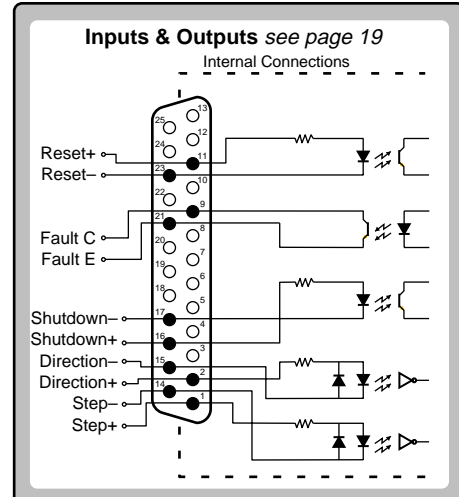 Inputs & Outputs see page 19
Internal Connections
13
25
12
24
11
Reset+
23
Reset–
10
22
9
21
8
Fault C
20
Fault E
7
19
6
18
5
17
Shutdown–
4
16
Shutdown+
3
15
Direction–
2
Direction+
14
Step–
1
Step+